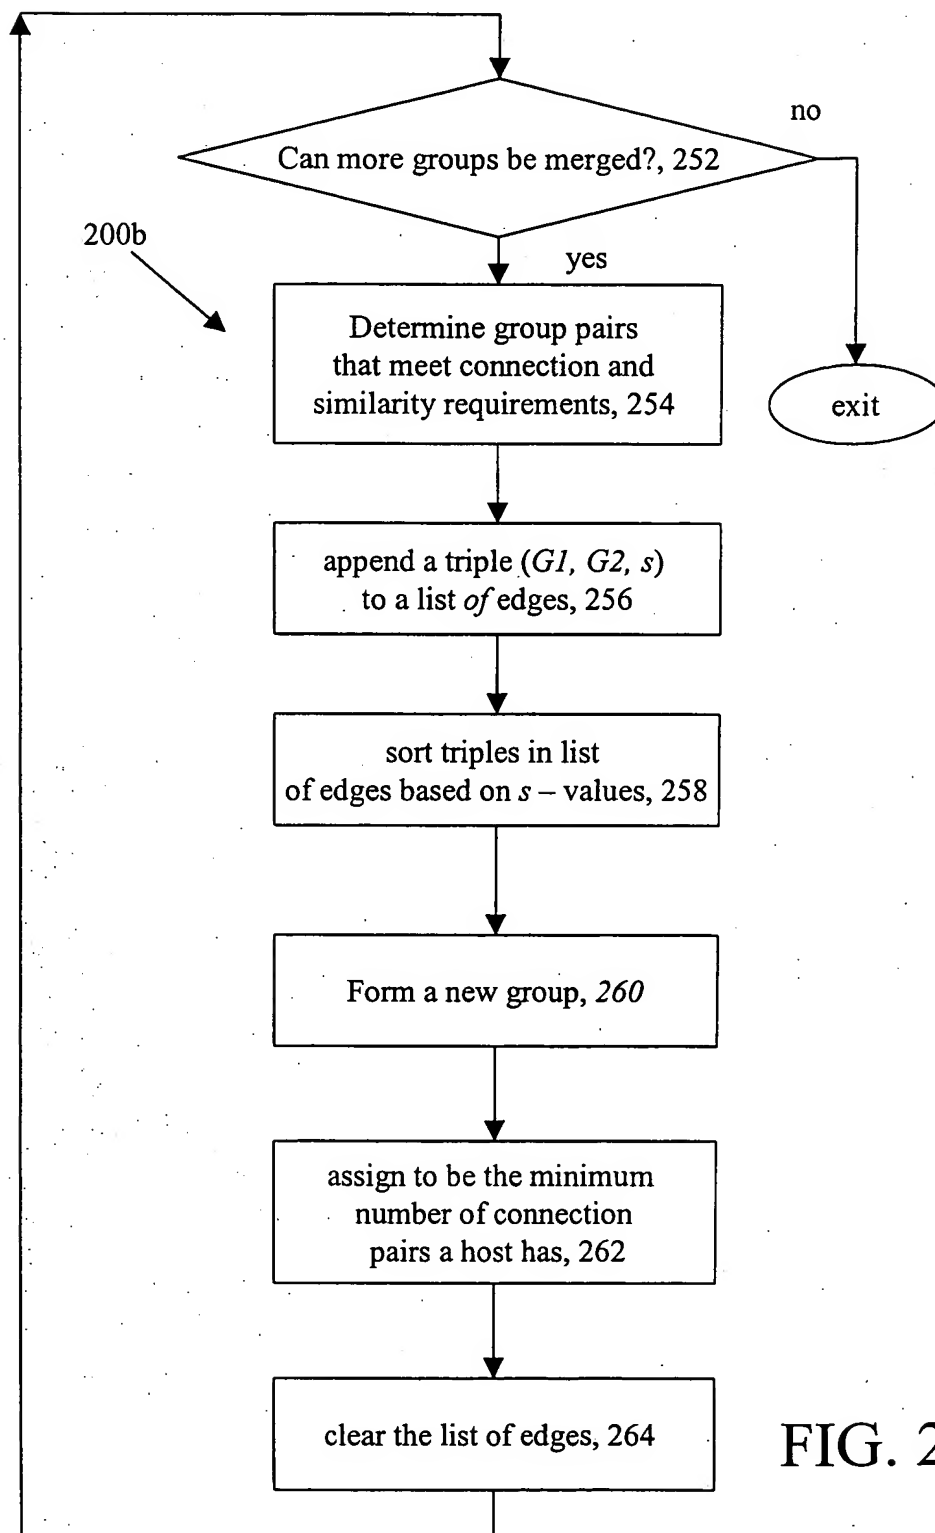 no
Can more groups be merged?, 252
200b
yes
Determine group pairs
that meet connection and
similarity requirements, 254
exit
append a triple (G1, G2, s)
to a list of edges, 256
sort triples in list
of edges based on s – values, 258
Form a new group, 260
assign to be the minimum
number of connection
pairs a host has, 262
clear the list of edges, 264
FIG. 2